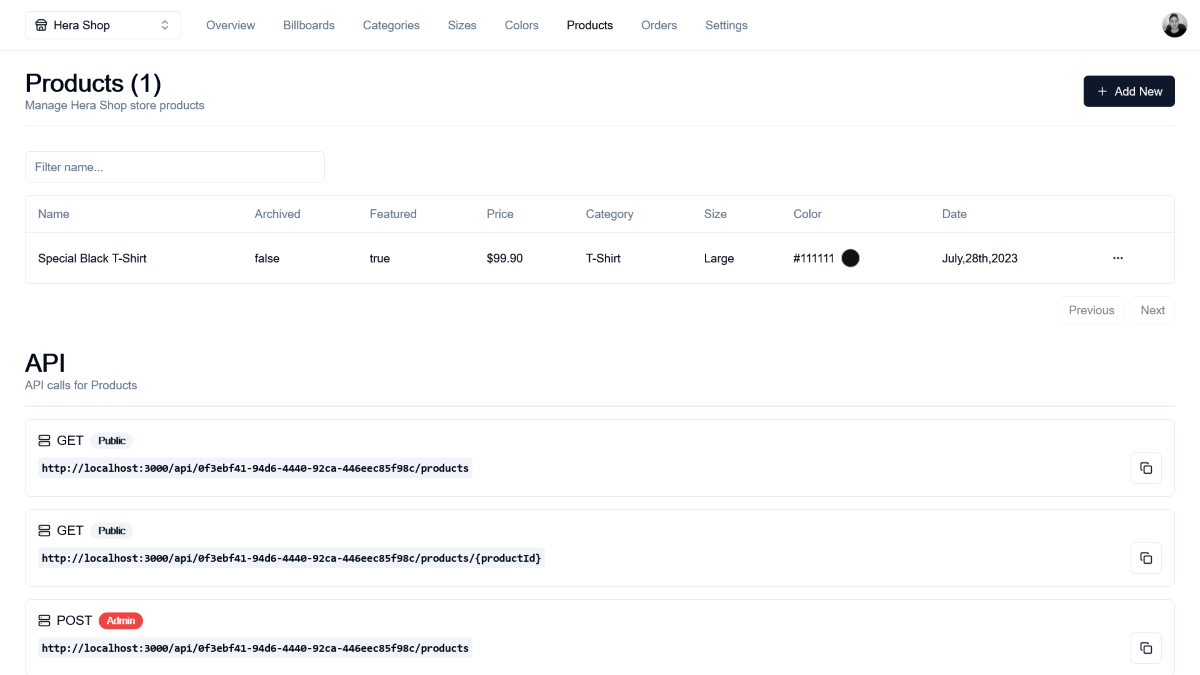 Hera Shop Overview Billboards Categories Sizes Colors Products Orders Settings
Products (1)
Manage Hera Shop store products
+ Add New
Filter name...
Name Archived Featured Price Category Size Color Date
Special Black T-Shirt false true $99.90 T-Shirt Large #111111 July,28th,2023 ...
Previous Next
API
API calls for Products
GET Public
http://localhost:3000/api/0f3ebf41-94d6-4440-92ca-446eec85f98c/products
GET Public
http://localhost:3000/api/0f3ebf41-94d6-4440-92ca-446eec85f98c/products/{productId}
POST Admin
http://localhost:3000/api/0f3ebf41-94d6-4440-92ca-446eec85f98c/products